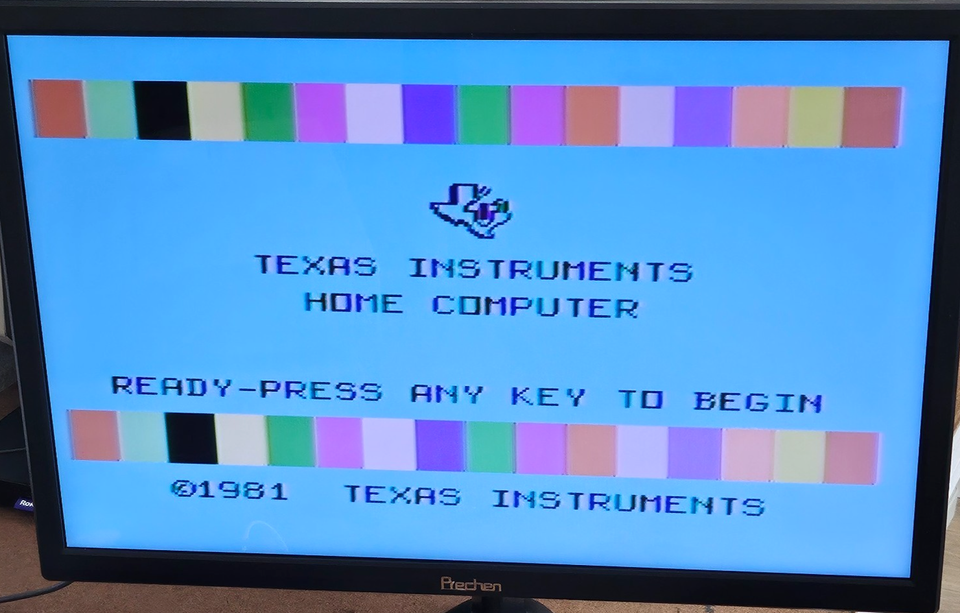 TEXAS INSTRUMENTS
HOME COMPUTER
READY-PRESS ANY KEY TO BEGIN
©1981 TEXAS INSTRUMENTS
Prechen